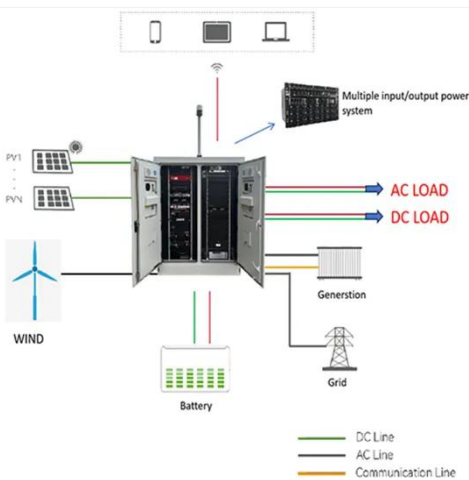 Multiple input/output power
system
PV1
PVN
AC LOAD
DC LOAD
WIND
Generstion
Grid
Battery
DC Line
AC Line
Communication Line